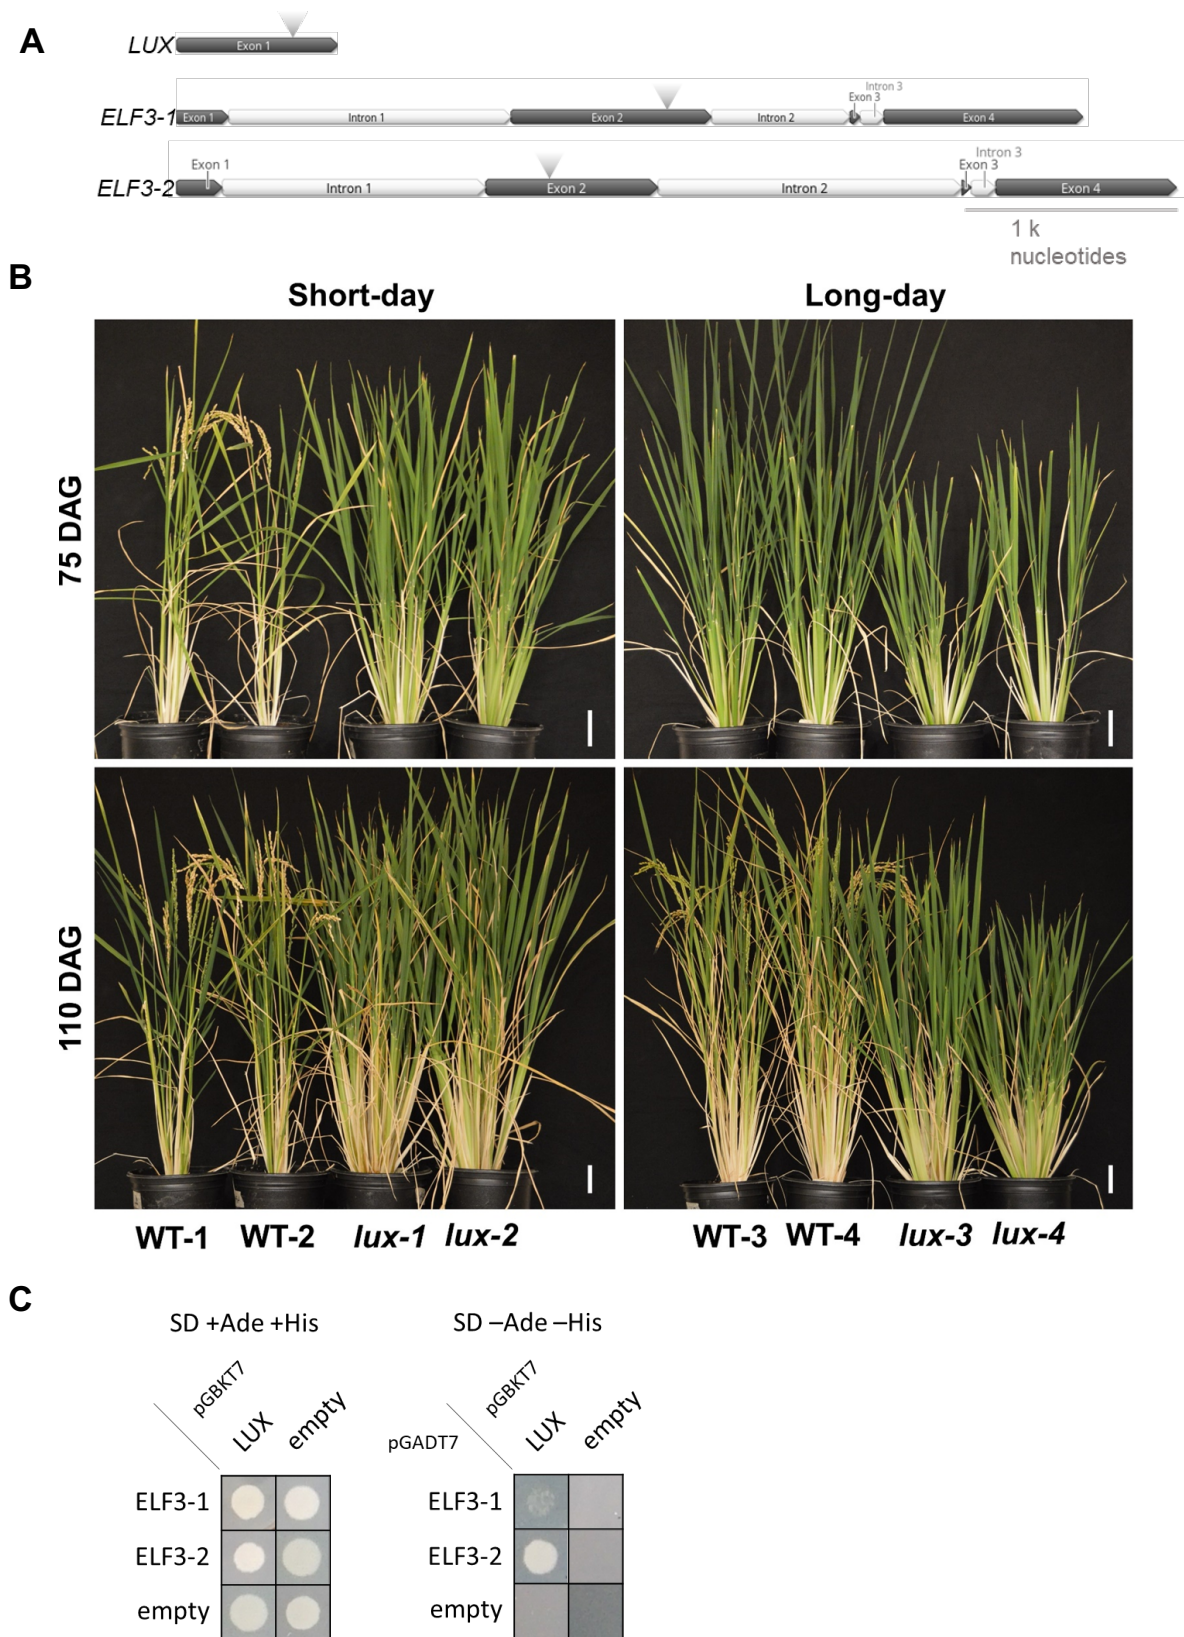 A
LUX
Exon 1
ELF3-1
Exon 1
Intron 1
Exon 2
Intron 2
Exon 3
Intron 3
Exon 4
ELF3-2
Exon 1
Intron 1
Exon 2
Intron 2
Exon 3
Intron 3
Exon 4
1 k
nucleotides
B
Short-day
Long-day
75 DAG
110 DAG
WT-1
WT-2
lux-1
lux-2
WT-3
WT-4
lux-3
lux-4
C
SD +Ade +His
pGBKT7
LUX
empty
ELF3-1
ELF3-2
empty
SD –Ade –His
pGBKT7
pGADT7
LUX
empty
ELF3-1
ELF3-2
empty